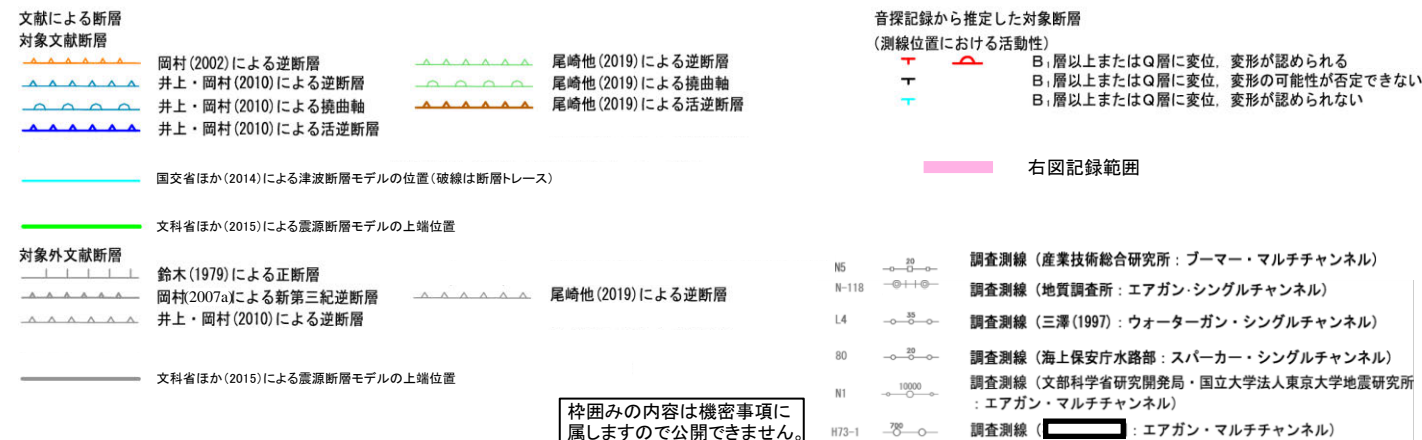 文献による断層
対象文献断層
岡村(2002)による逆断層
井上・岡村(2010)による逆断層
井上・岡村(2010)による撓曲軸
井上・岡村(2010)による活逆断層
尾崎他(2019)による逆断層
尾崎他(2019)による撓曲軸
尾崎他(2019)による活逆断層
国交省ほか(2014)による津波断層モデルの位置(破線は断層トレース)
文科省ほか(2015)による震源断層モデルの上端位置
対象外文献断層
鈴木(1979)による正断層
岡村(2007a)による新第三紀逆断層
井上・岡村(2010)による逆断層
尾崎他(2019)による逆断層
文科省ほか(2015)による震源断層モデルの上端位置
枠囲みの内容は機密事項に
属しますので公開できません。
音探記録から推定した対象断層
(測線位置における活動性)
B₁層以上またはQ層に変位，変形が認められる
B₁層以上またはQ層に変位，変形の可能性が否定できない
B₁層以上またはQ層に変位，変形が認められない
右図記録範囲
N5 20 調査測線（産業技術総合研究所：ブーマー・マルチチャンネル）
N-118 調査測線（地質調査所：エアガン・シングルチャンネル）
L4 35 調査測線（三澤(1997)：ウォーターガン・シングルチャンネル）
80 20 調査測線（海上保安庁水路部：スパーカー・シングルチャンネル）
N1 10000 調査測線（文部科学省研究開発局・国立大学法人東京大学地震研究所
：エアガン・マルチチャンネル）
H73-1 700 調査測線（ ：エアガン・マルチチャンネル）